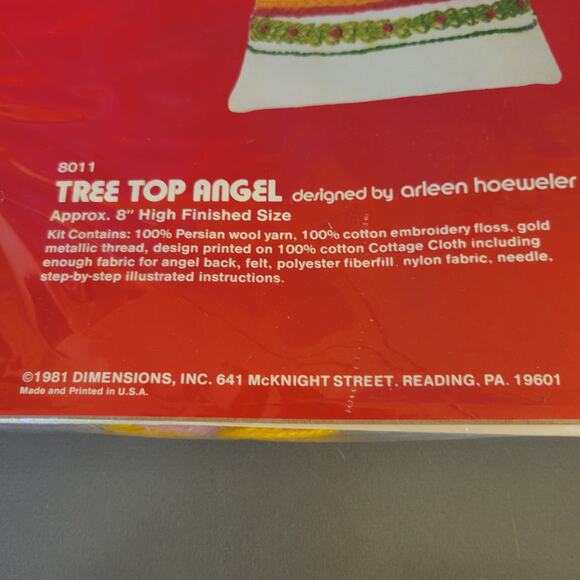 8011
TREE TOP ANGEL designed by arleen hoeweler
Approx. 8" High Finished Size
Kit Contains: 100% Persian wool yarn, 100% cotton embroidery floss, gold
metallic thread, design printed on 100% cotton Cottage Cloth including
enough fabric for angel back, felt, polyester fiberfill, nylon fabric, needle,
step-by-step illustrated instructions.
©1981 DIMENSIONS, INC. 641 McKNIGHT STREET, READING, PA. 19601
Made and Printed in U.S.A.